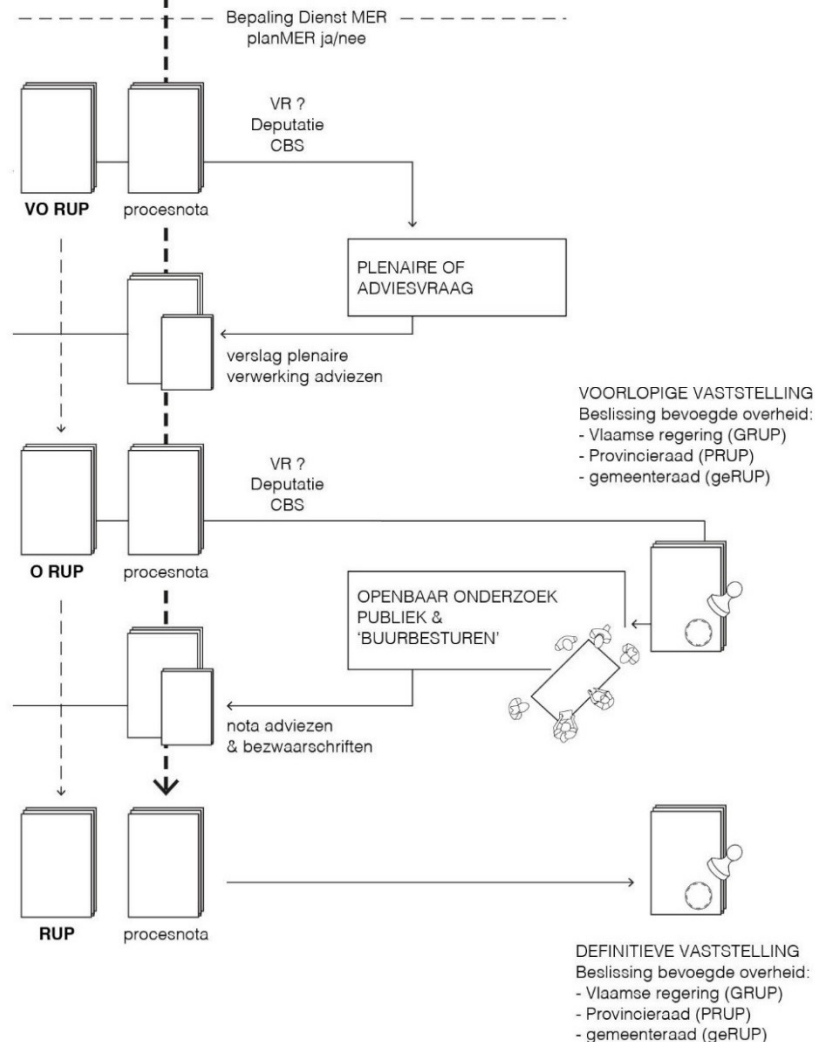 Bepaling Dienst MER
planMER ja/nee
VR ?
Deputatie
CBS
VO RUP
procesnota
PLENAIRE OF
ADVIESVRAAG
verslag plenaire
verwerking adviezen
VOORLOPIGE VASTSTELLING
Beslissing bevoegde overheid:
- Vlaamse regering (GRUP)
- Provincieraad (PRUP)
- gemeenteraad (geRUP)
VR ?
Deputatie
CBS
O RUP
procesnota
OPENBAAR ONDERZOEK
PUBLIEK &
‘BUURBESTUREN’
nota adviezen
& bezwaarschriften
RUP
procesnota
DEFINITIEVE VASTSTELLING
Beslissing bevoegde overheid:
- Vlaamse regering (GRUP)
- Provincieraad (PRUP)
- gemeenteraad (geRUP)